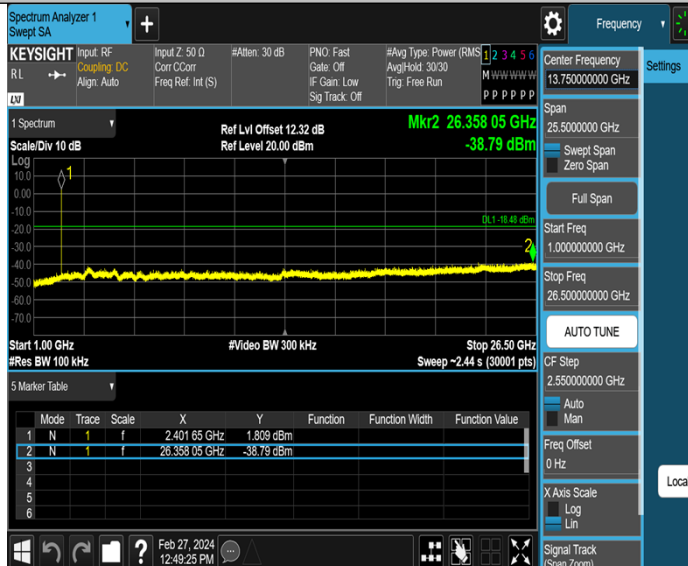 Spectrum Analyzer 1
Swept SA
+
Frequency
KEYSIGHT
RL
LXI
Input: RF
Coupling: DC
Align: Auto
Input Z: 50 Ω
Corr CCorr
Freq Ref: Int (S)
#Atten: 30 dB
PNO: Fast
Gate: Off
IF Gain: Low
Sig Track: Off
#Avg Type: Power (RMS
Avg|Hold: 30/30
Trig: Free Run
1 2 3 4 5 6
M W W W W W
P P P P P P
1 Spectrum
Scale/Div 10 dB
Ref Lvl Offset 12.32 dB
Ref Level 20.00 dBm
Mkr2 26.358 05 GHz
-38.79 dBm
Log
10.0
0.00
-10.0
-20.0
-30.0
-40.0
-50.0
-60.0
-70.0
1
DL1 -18.48 dBm
2
Start 1.00 GHz
#Res BW 100 kHz
#Video BW 300 kHz
Stop 26.50 GHz
Sweep ~2.44 s (30001 pts)
5 Marker Table
Mode Trace Scale X Y Function Function Width Function Value
1 N 1 f 2.401 65 GHz 1.809 dBm
2 N 1 f 26.358 05 GHz -38.79 dBm
3
4
5
6
?
Feb 27, 2024
12:49:25 PM
Center Frequency
13.750000000 GHz
Span
25.5000000 GHz
Swept Span
Zero Span
Full Span
Start Freq
1.000000000 GHz
Stop Freq
26.500000000 GHz
AUTO TUNE
CF Step
2.550000000 GHz
Auto
Man
Freq Offset
0 Hz
X Axis Scale
Log
Lin
Signal Track
(Span Zoom)
Settings
Loca